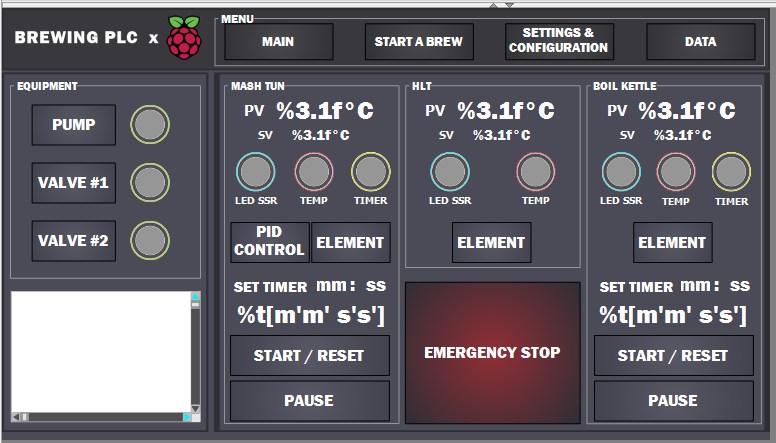 BREWING PLC x
MENU
MAIN
START A BREW
SETTINGS &
CONFIGURATION
DATA
EQUIPMENT
PUMP
VALVE #1
VALVE #2
MASH TUN
PV %3.1f°C
SV %3.1f°C
LED SSR TEMP TIMER
PID
CONTROL
ELEMENT
SET TIMER mm: ss
%t[m'm' s's']
START / RESET
PAUSE
HLT
PV %3.1f°C
SV %3.1f°C
LED SSR TEMP
ELEMENT
EMERGENCY STOP
BOIL KETTLE
PV %3.1f°C
SV %3.1f°C
LED SSR TEMP TIMER
ELEMENT
SET TIMER mm: ss
%t[m'm' s's']
START / RESET
PAUSE